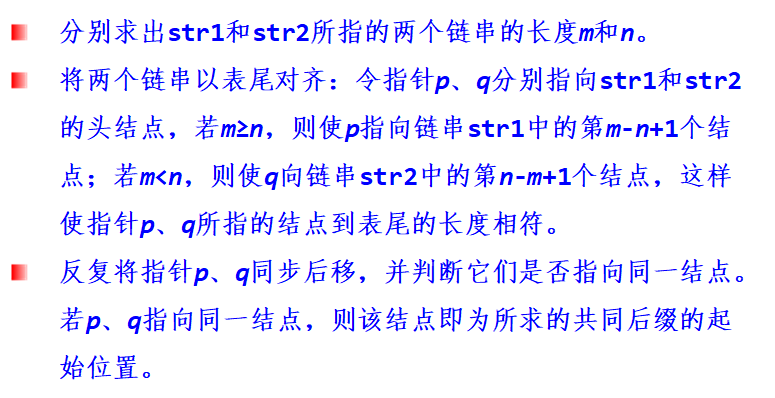 分别求出str1和str2所指的两个链串的长度m和n。
将两个链串以表尾对齐：令指针p、q分别指向str1和str2
的头结点，若m≥n，则使p指向链串str1中的第m-n+1个结
点；若m<n，则使q向链串str2中的第n-m+1个结点，这样
使指针p、q所指的结点到表尾的长度相符。
反复将指针p、q同步后移，并判断它们是否指向同一结点。
若p、q指向同一结点，则该结点即为所求的共同后缀的起
始位置。